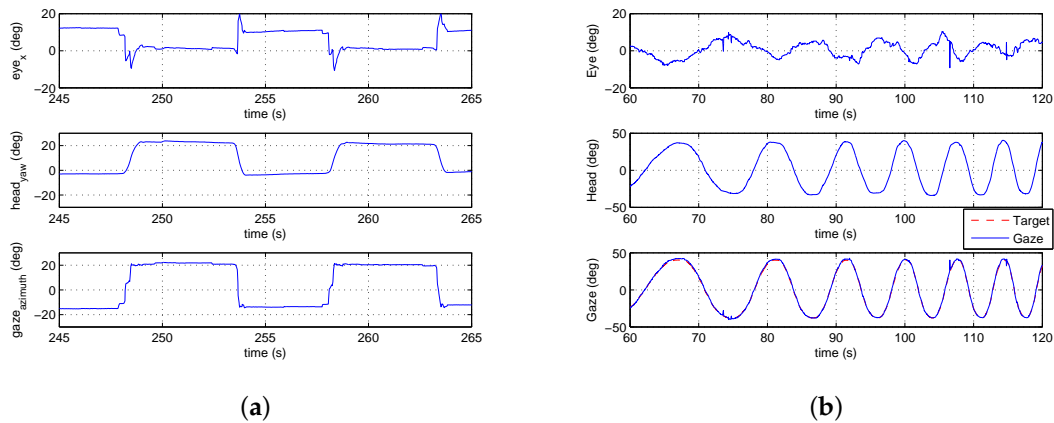 20
0
−20
eye_x (deg)
245 250 255 260 265
time (s)
20
0
−20
head_yaw (deg)
245 250 255 260 265
time (s)
20
0
−20
gaze_azimuth (deg)
245 250 255 260 265
time (s)
(a)
20
0
−20
Eye (deg)
60 70 80 90 100 110 120
time (s)
50
0
−50
Head (deg)
60 70 80 90 100 110 120
time (s)
Target
Gaze
50
0
−50
Gaze (deg)
60 70 80 90 100 110 120
time (s)
(b)